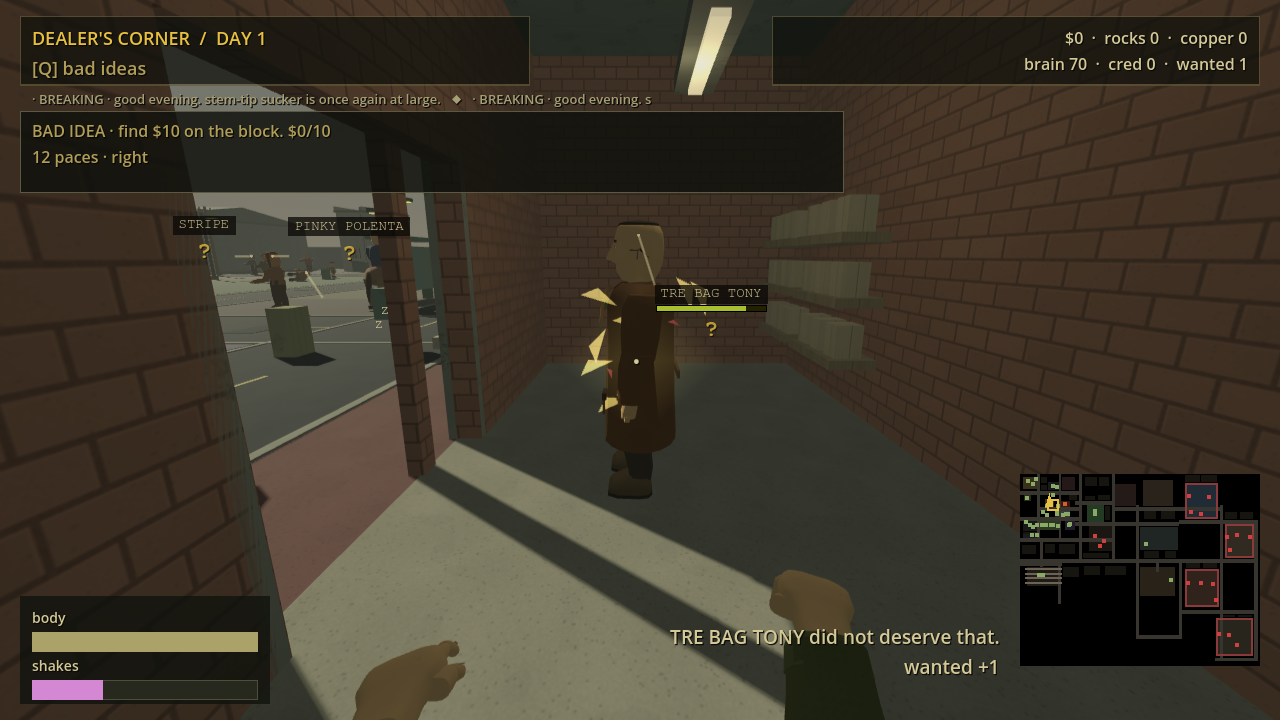 DEALER'S CORNER / DAY 1
[Q] bad ideas
$0 · rocks 0 · copper 0
brain 70 · cred 0 · wanted 1
· BREAKING · good evening. stem-tip sucker is once again at large. ◆ · BREAKING · good evening. s
BAD IDEA · find $10 on the block. $0/10
12 paces · right
STRIPE
?
PINKY POLENTA
?
TRE BAG TONY
?
z
z
body
shakes
TRE BAG TONY did not deserve that.
wanted +1